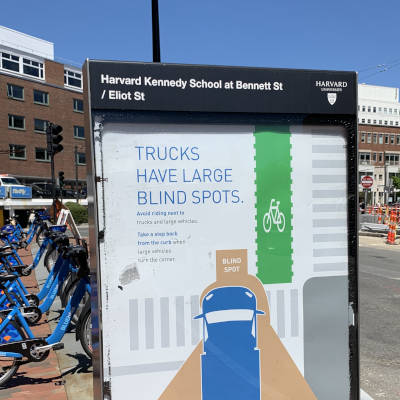 Harvard Kennedy School at Bennett St
/ Eliot St
HARVARD
UNIVERSITY
TRUCKS
HAVE LARGE
BLIND SPOTS.
Avoid riding next to
trucks and large vehicles.
Take a step back
from the curb when
large vehicles
turn the corner.
BLIND
SPOT